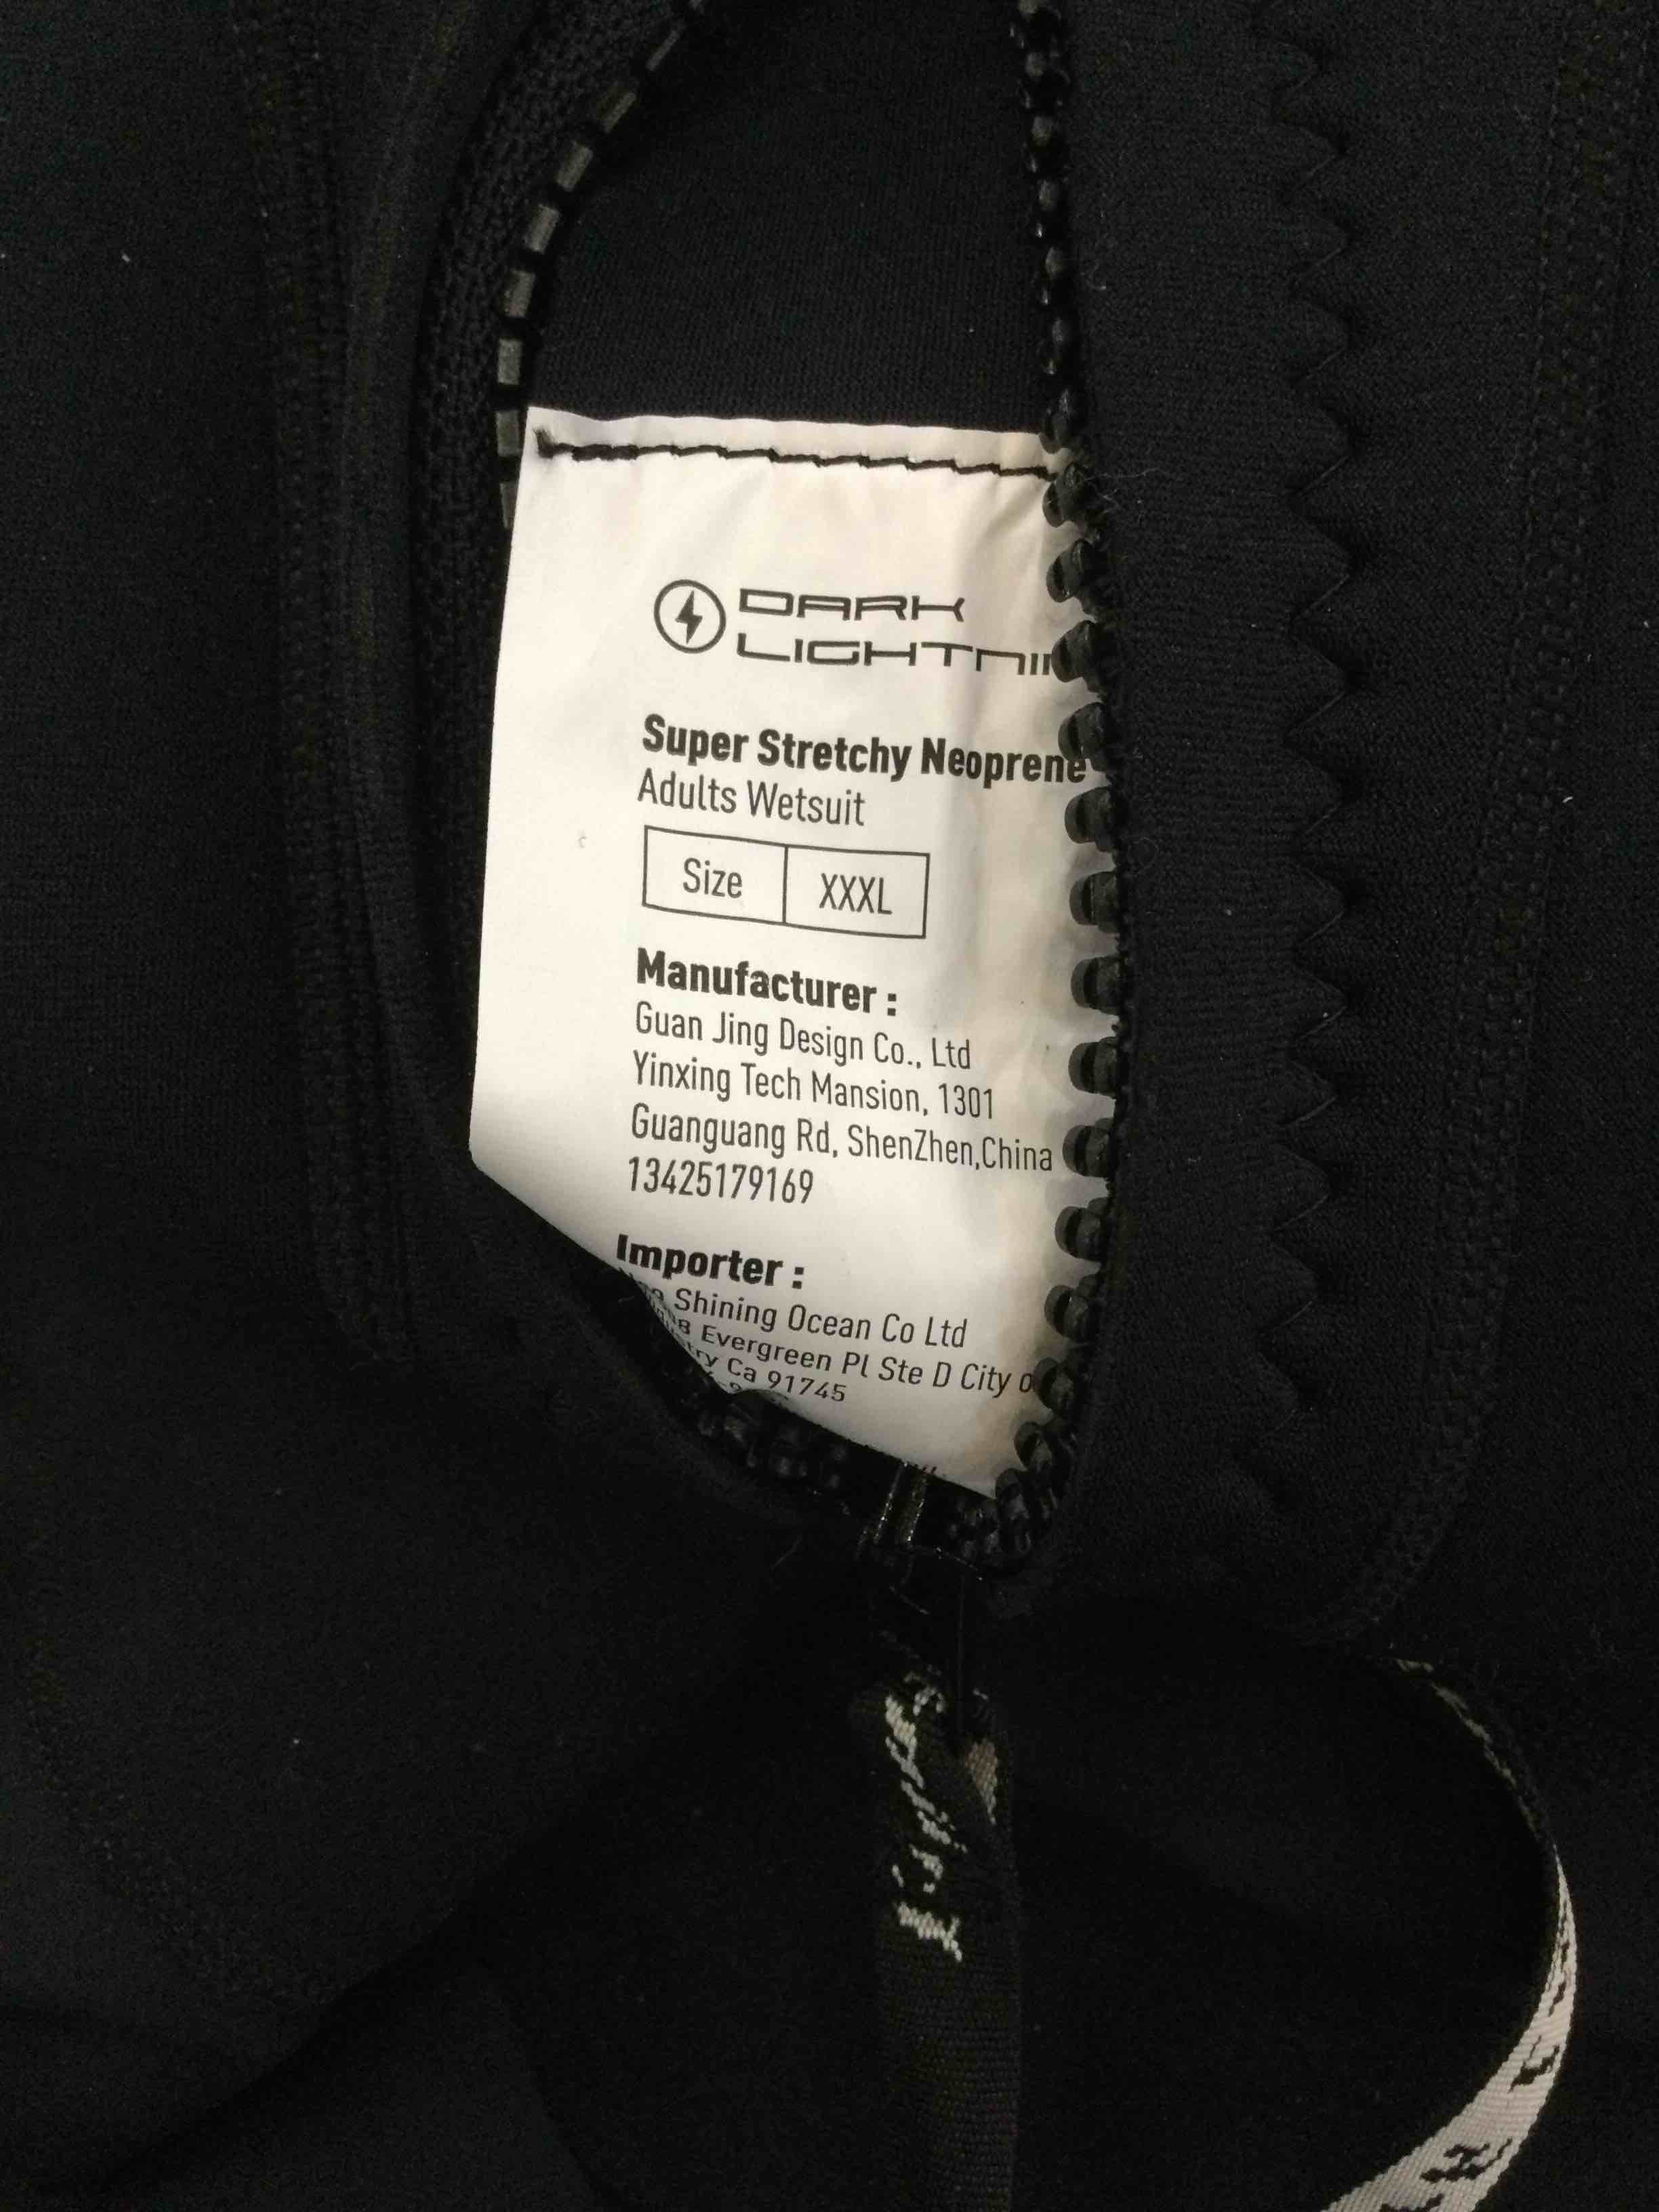 DARK
LIGHTNIN
Super Stretchy Neoprene
Adults Wetsuit
Size XXXL
Manufacturer :
Guan Jing Design Co., Ltd
Yinxing Tech Mansion, 1301
Guanguang Rd, ShenZhen,China
13425179169
Importer :
Shining Ocean Co Ltd
Evergreen Pl Ste D City
Ca 91745